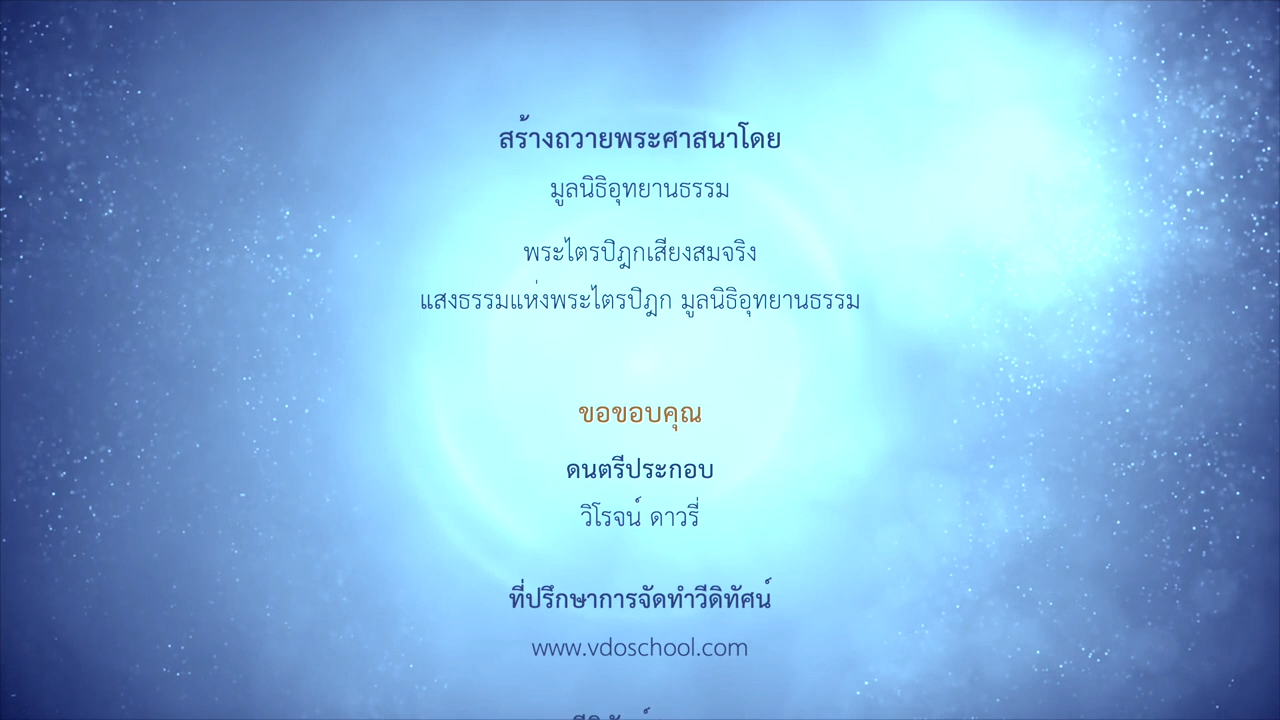 สร้างถวายพระศาสนาโดย
มูลนิธิอุทยานธรรม
พระไตรปิฎกเสียงสมจริง
แสงธรรมแห่งพระไตรปิฎก มูลนิธิอุทยานธรรม
ขอขอบคุณ
ดนตรีประกอบ
วิโรจน์ ดาวรี่
ที่ปรึกษาการจัดทำวีดิทัศน์
www.vdoschool.com